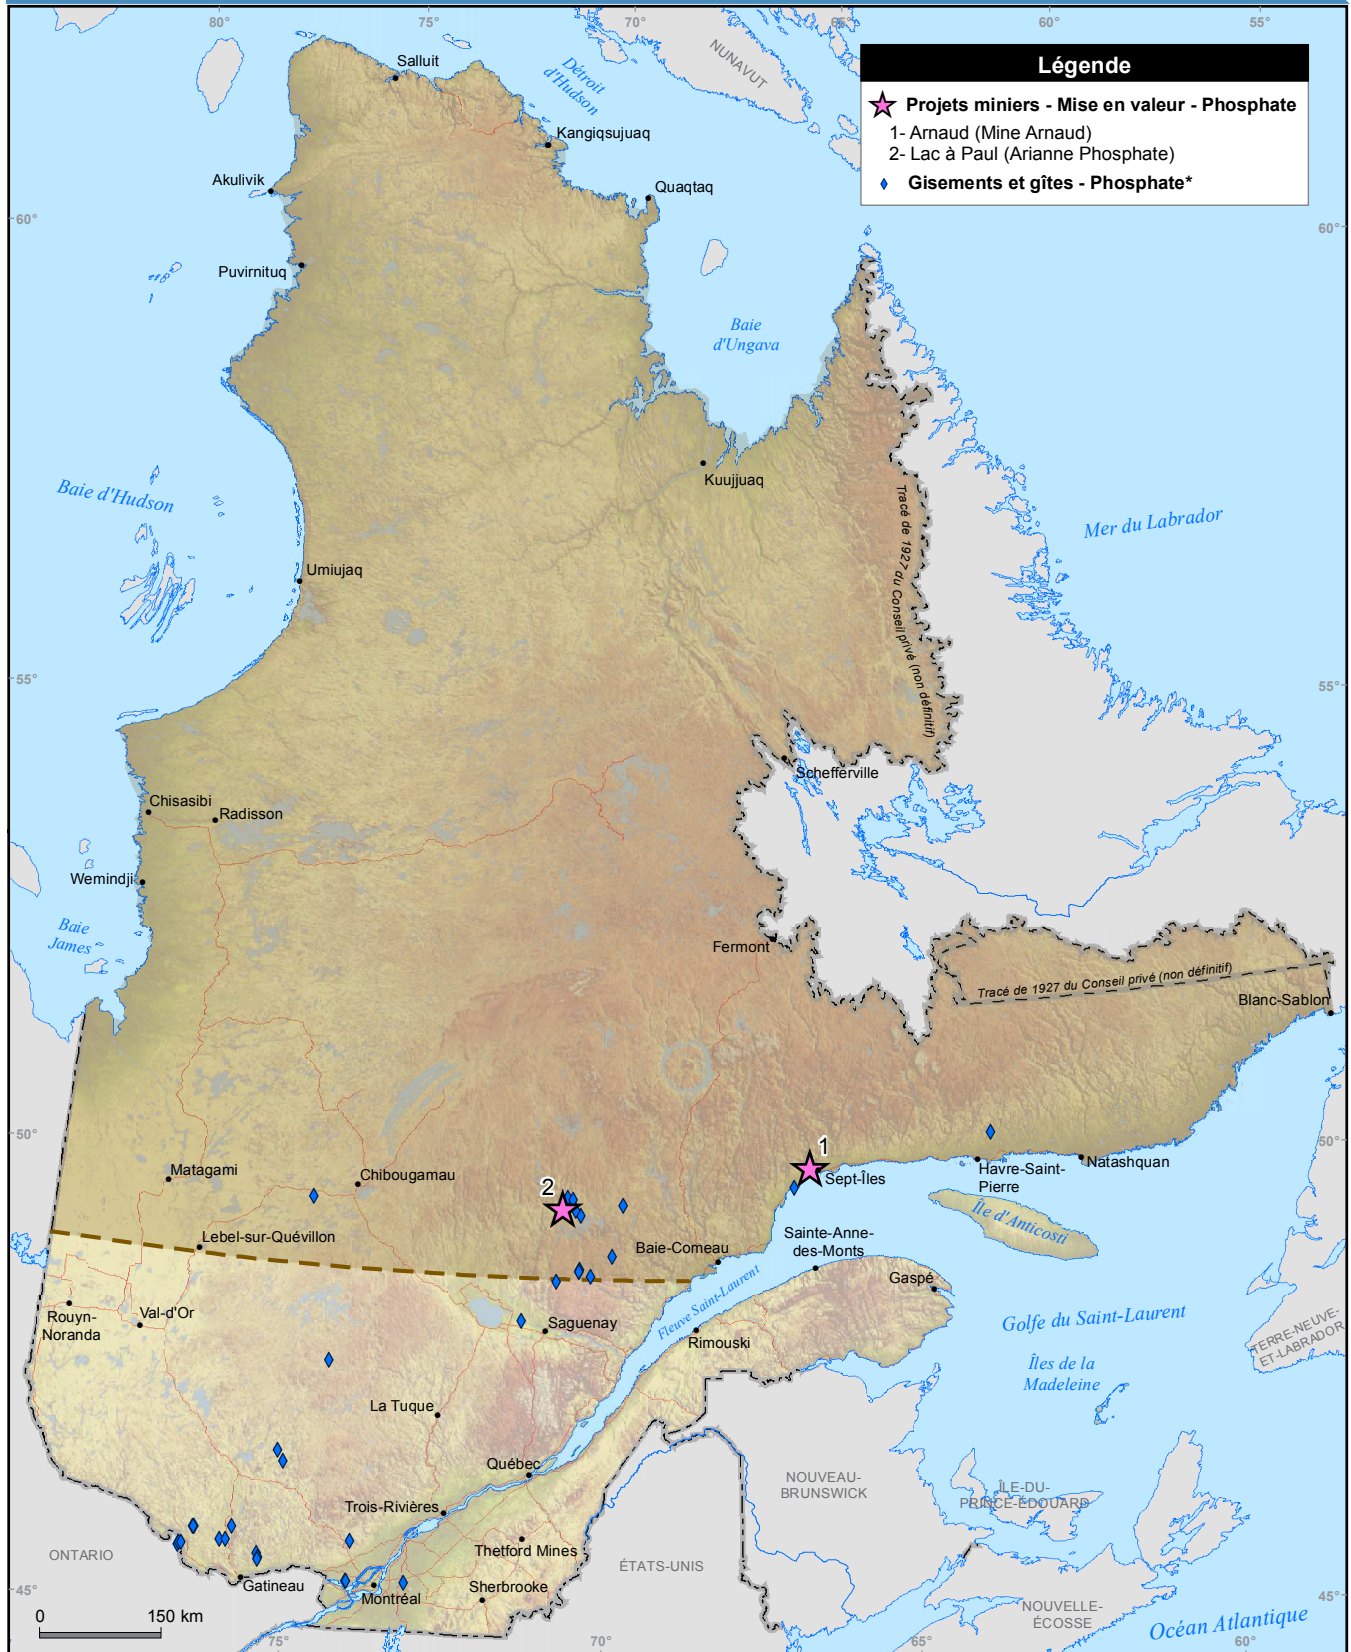 80°
75°
70°
65°
60°
55°
Légende
Projets miniers - Mise en valeur - Phosphate
1- Arnaud (Mine Arnaud)
2- Lac à Paul (Arianne Phosphate)
Gisements et gîtes - Phosphate*
NUNAVUT
Salluit
Détroit
d'Hudson
Kangiqsujuaq
Akulivik
Quaqtaq
60°
60°
Puvirnituq
Baie
d'Ungava
Kuujjuaq
Baie d'Hudson
Mer du Labrador
Tracé de 1927 du Conseil privé (non définitif)
Umiujaq
55°
55°
Schefferville
Chisasibi
Radisson
Wemindji
Baie
James
Fermont
Tracé de 1927 du Conseil privé (non définitif)
Blanc-Sablon
50°
50°
1
Matagami
Chibougamau
2
Sept-Îles
Havre-Saint-
Pierre
Natashquan
Île d'Anticosti
Lebel-sur-Quévillon
Baie-Comeau
Sainte-Anne-
des-Monts
Gaspé
Rouyn-
Noranda
Val-d'Or
Saguenay
Fleuve Saint-Laurent
Rimouski
Golfe du Saint-Laurent
TERRE-NEUVE-
ET-LABRADOR
Îles de la
Madeleine
La Tuque
Québec
NOUVEAU-
BRUNSWICK
ÎLE-DU-
PRINCE-ÉDOUARD
Trois-Rivières
Thetford Mines
ONTARIO
ÉTATS-UNIS
Gatineau
Montréal
Sherbrooke
45°
45°
NOUVELLE-
ÉCOSSE
Océan Atlantique
0
150 km
75°
70°
65°
60°